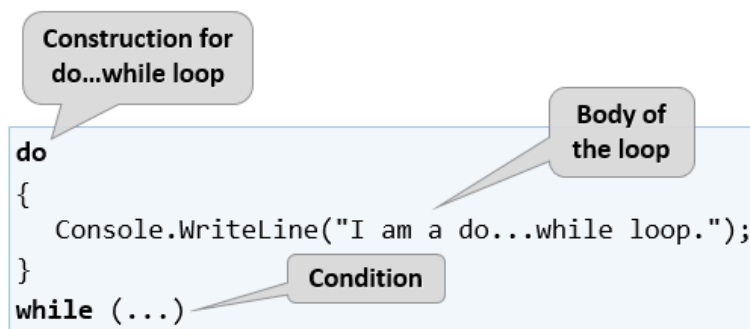 Construction for
do...while loop
Body of
the loop
do
{
Console.WriteLine("I am a do...while loop.");
}
Condition
while (...)